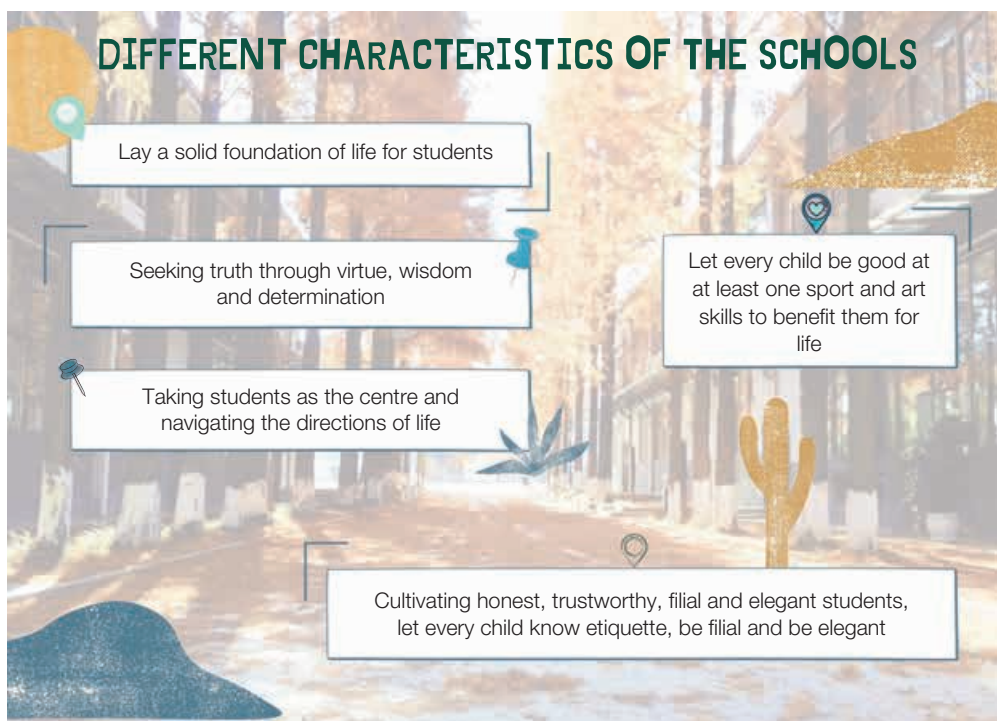 DIFFERENT CHARACTERISTICS OF THE SCHOOLS
Lay a solid foundation of life for students
Seeking truth through virtue, wisdom
and determination
Taking students as the centre and
navigating the directions of life
Let every child be good at
at least one sport and art
skills to benefit them for
life
Cultivating honest, trustworthy, filial and elegant students,
let every child know etiquette, be filial and be elegant